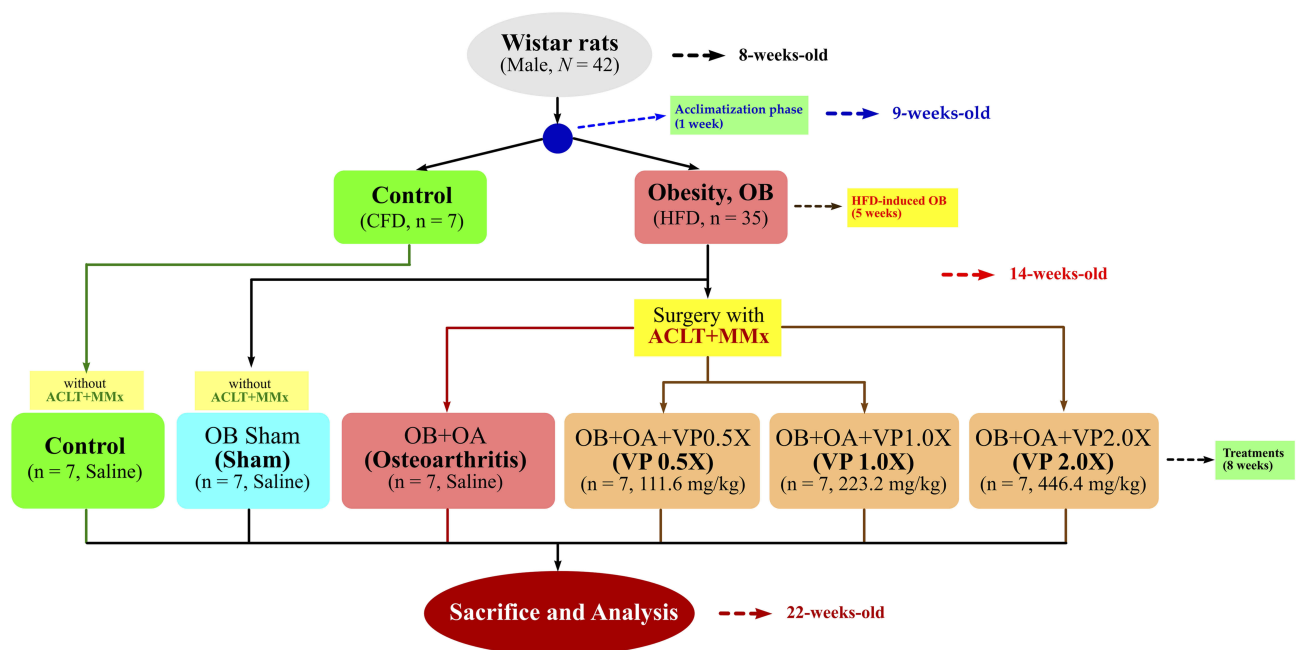 Wistar rats
(Male, N = 42)
8-weeks-old
Acclimatization phase
(1 week)
9-weeks-old
Control
(CFD, n = 7)
Obesity, OB
(HFD, n = 35)
HFD-induced OB
(5 weeks)
14-weeks-old
Surgery with
ACLT+MMx
without
ACLT+MMx
without
ACLT+MMx
Control
(n = 7, Saline)
OB Sham
(Sham)
(n = 7, Saline)
OB+OA
(Osteoarthritis)
(n = 7, Saline)
OB+OA+VP0.5X
(VP 0.5X)
(n = 7, 111.6 mg/kg)
OB+OA+VP1.0X
(VP 1.0X)
(n = 7, 223.2 mg/kg)
OB+OA+VP2.0X
(VP 2.0X)
(n = 7, 446.4 mg/kg)
Treatments
(8 weeks)
Sacrifice and Analysis
22-weeks-old